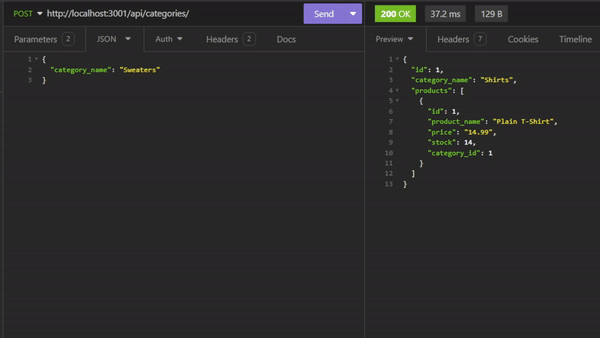 POST http://localhost:3001/api/categories/ Send
200 OK 37.2 ms 129 B
Parameters 2 JSON Auth Headers 2 Docs
Preview Headers 7 Cookies Timeline
1 {
2 "category_name": "Sweaters"
3 }
1 {
2 "id": 1,
3 "category_name": "Shirts",
4 "products": [
5 {
6 "id": 1,
7 "product_name": "Plain T-Shirt",
8 "price": "14.99",
9 "stock": 14,
10 "category_id": 1
11 }
12 ]
13 }